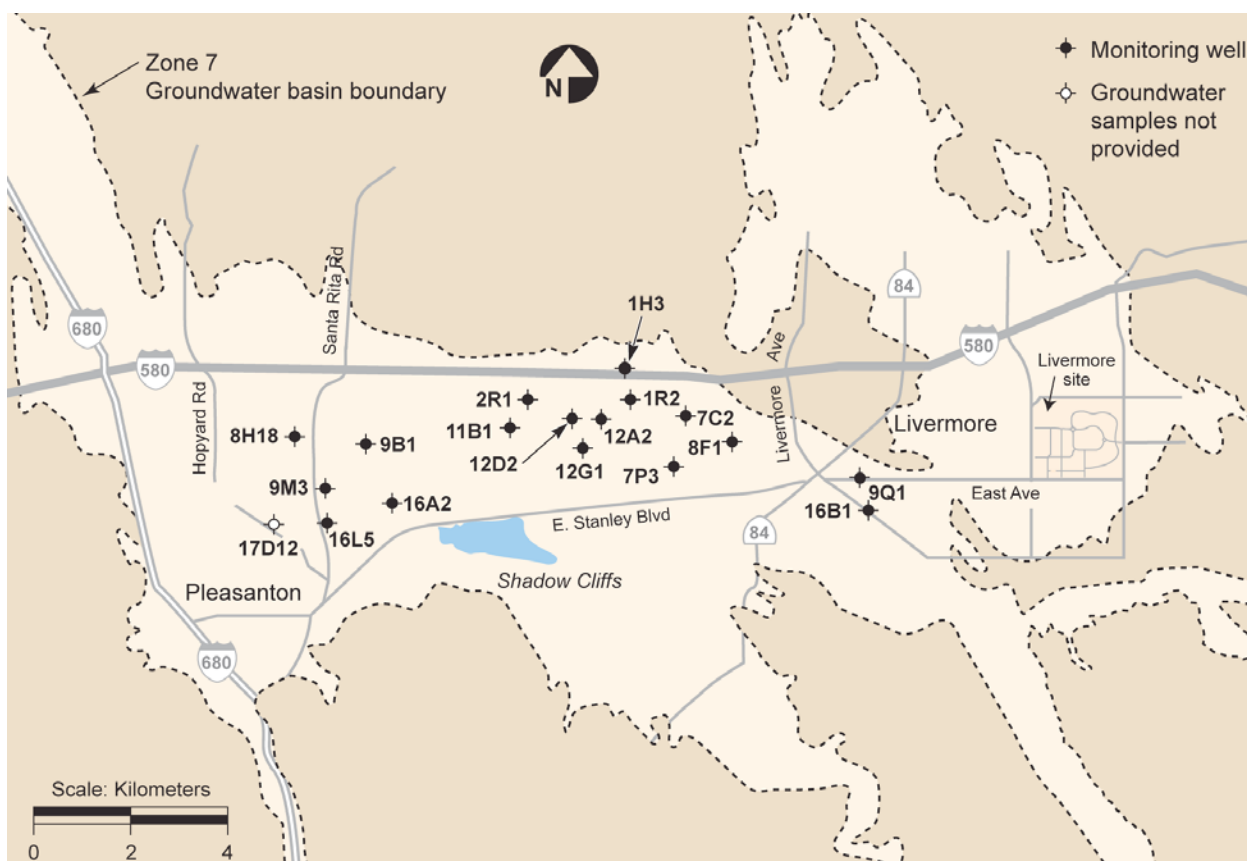 Zone 7
Groundwater basin boundary
N
Monitoring well
Groundwater
samples not
provided
Hopyard Rd
Santa Rita Rd
680
580
1H3
Livermore Ave
84
580
Livermore
site
2R1
1R2
7C2
Livermore
8H18
9B1
11B1
12D2
12A2
12G1
8F1
7P3
9M3
16A2
9Q1
East Ave
17D12
16L5
E. Stanley Blvd
16B1
84
Shadow Cliffs
Pleasanton
680
Scale: Kilometers
0 2 4